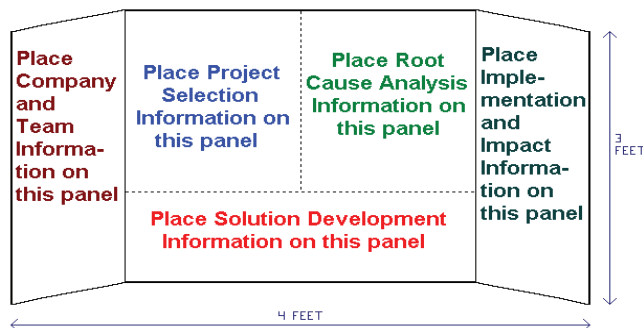 Place
Company
and
Team
Informa-
tion on
this panel
Place Project
Selection
Information on
this panel
Place Root
Cause Analysis
Information on
this panel
Place
Imple-
mentation
and
Impact
Informa-
tion on
this panel
Place Solution Development
Information on this panel
3
FEET
4 FEET